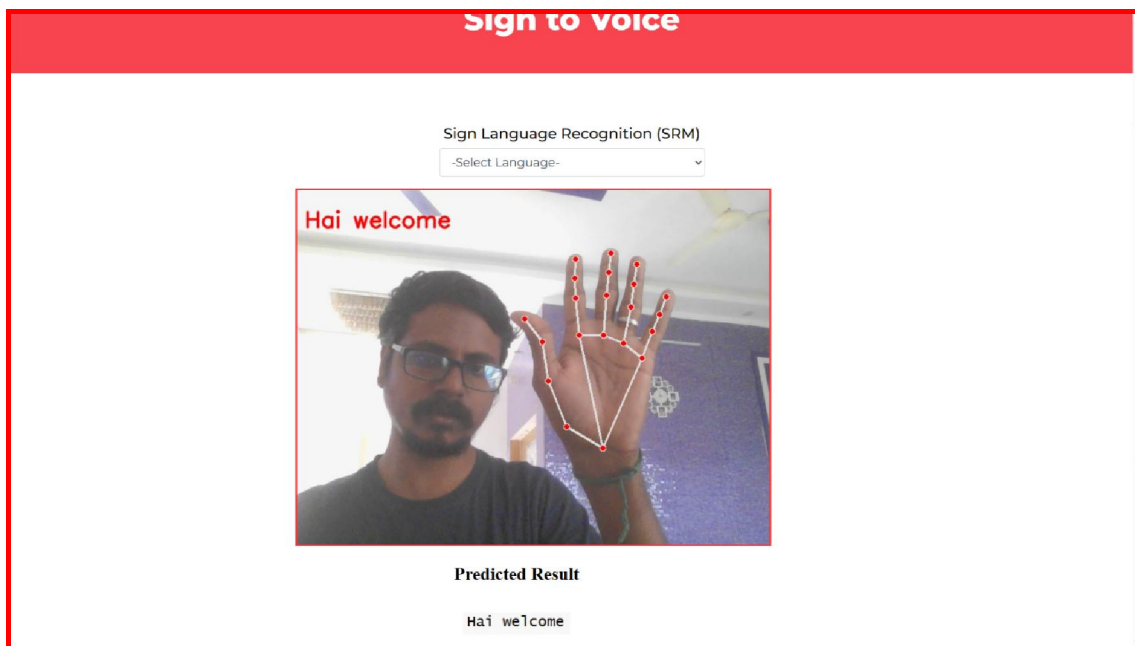 Sign to Voice
Sign Language Recognition (SRM)
-Select Language-
Hai welcome
Predicted Result
Hai welcome